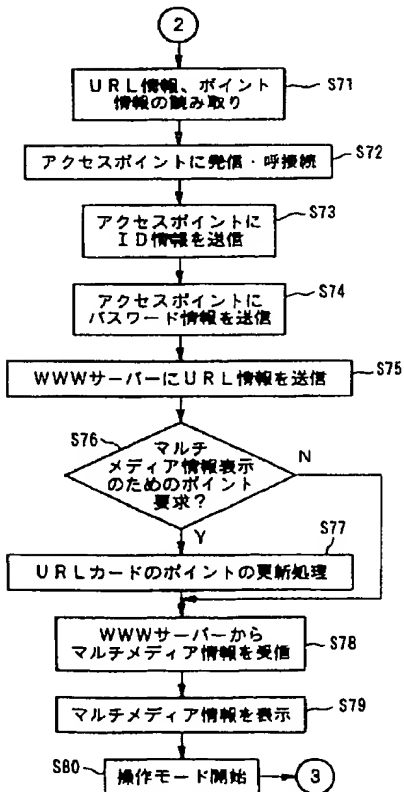 2
URL情報、ポイント
情報の読み取り
S71
アクセスポイントに発信・呼接続
S72
アクセスポイントに
ID情報を送信
S73
アクセスポイントに
パスワード情報を送信
S74
WWWサーバーにURL情報を送信
S75
S76
マルチ
メディア情報表示
のためのポイント
要求?
N
Y
S77
URLカードのポイントの更新処理
WWWサーバーから
マルチメディア情報を受信
S78
マルチメディア情報を表示
S79
S80
操作モード開始
3